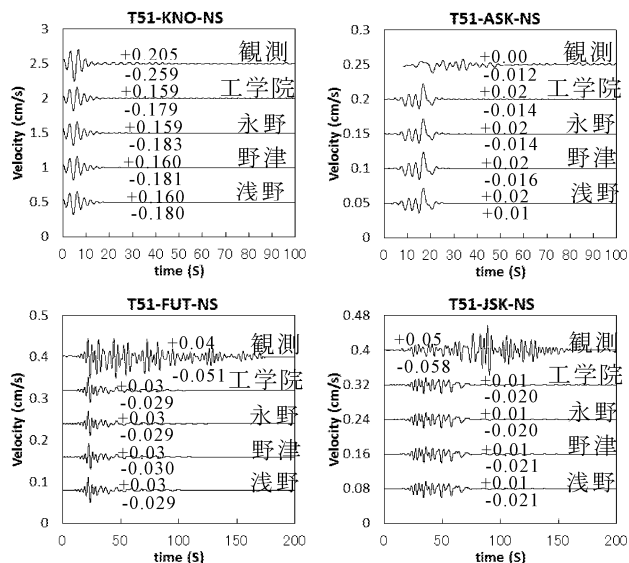 T51-KNO-NS
3
2.5
2
1.5
1
0.5
0
Velocity (cm/s)
+0.205
観測
-0.259
+0.159
工学院
-0.179
+0.159
永野
-0.183
+0.160
野津
-0.181
+0.160
浅野
-0.180
0 10 20 30 40 50 60 70 80 90 100
time (S)
T51-ASK-NS
0.3
0.25
0.2
0.15
0.1
0.05
0
Velocity (cm/s)
+0.00
観測
-0.012
+0.02
工学院
-0.014
+0.02
永野
-0.014
+0.02
野津
-0.016
+0.02
浅野
+0.01
0 10 20 30 40 50 60 70 80 90 100
time (S)
T51-FUT-NS
0.5
0.4
0.3
0.2
0.1
0
Velocity (cm/s)
+0.04
観測
-0.051
工学院
+0.03
-0.029
+0.03
永野
-0.029
+0.03
野津
-0.030
+0.03
浅野
-0.029
0 50 100 150 200
time (S)
T51-JSK-NS
0.48
0.4
0.32
0.24
0.16
0.08
0
Velocity (cm/s)
+0.05
観測
-0.058
工学院
+0.01
-0.020
+0.01
永野
-0.020
+0.01
野津
-0.021
+0.01
浅野
-0.021
0 50 100 150 200
time (S)